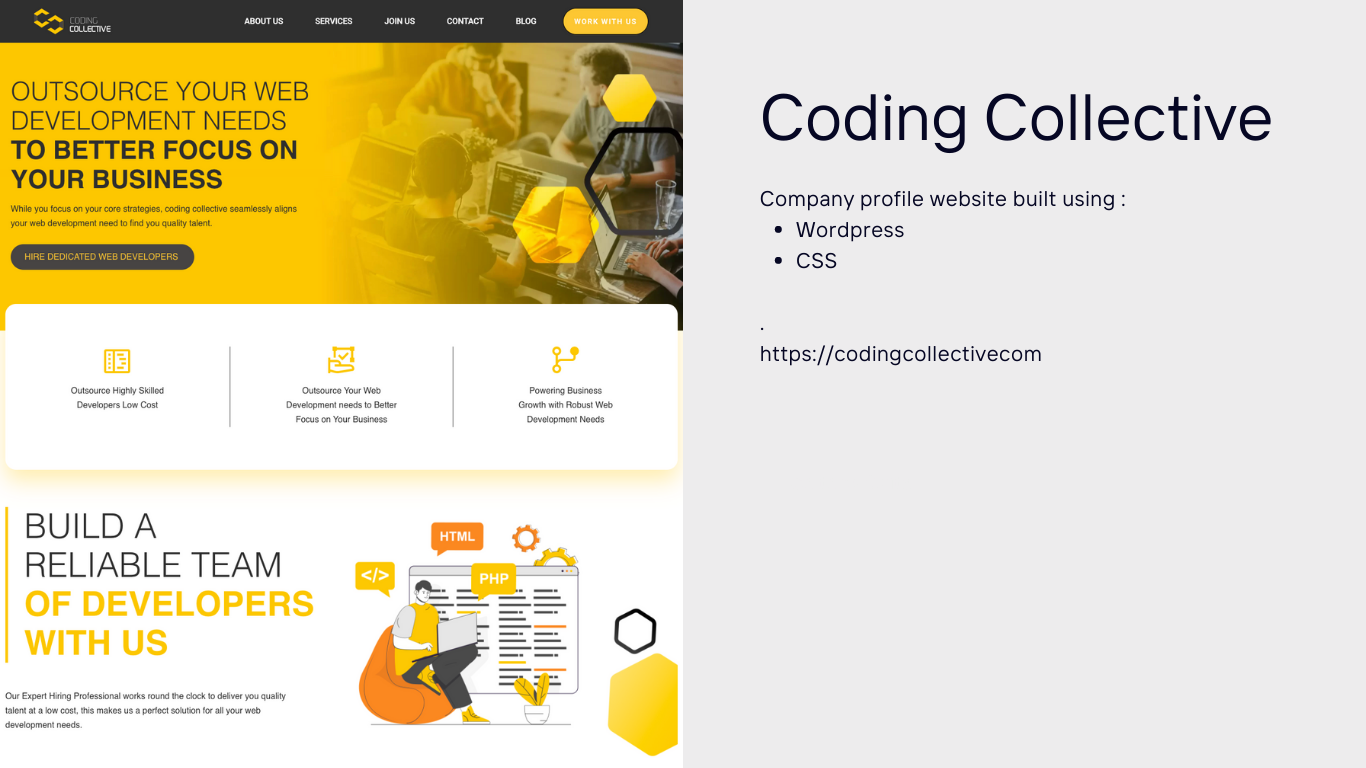 CODING
COLLECTIVE
ABOUT US
SERVICES
JOIN US
CONTACT
BLOG
WORK WITH US
OUTSOURCE YOUR WEB
DEVELOPMENT NEEDS
TO BETTER FOCUS ON
YOUR BUSINESS
While you focus on your core strategies, coding collective seamlessly aligns
your web development need to find you quality talent.
HIRE DEDICATED WEB DEVELOPERS
Outsource Highly Skilled
Developers Low Cost
Outsource Your Web
Development needs to Better
Focus on Your Business
Powering Business
Growth with Robust Web
Development Needs
BUILD A
RELIABLE TEAM
OF DEVELOPERS
WITH US
Our Expert Hiring Professional works round the clock to deliver you quality
talent at a low cost, this makes us a perfect solution for all your web
development needs.
HTML
</>
PHP
Coding Collective
Company profile website built using :
• Wordpress
• CSS
.
https://codingcollectivecom